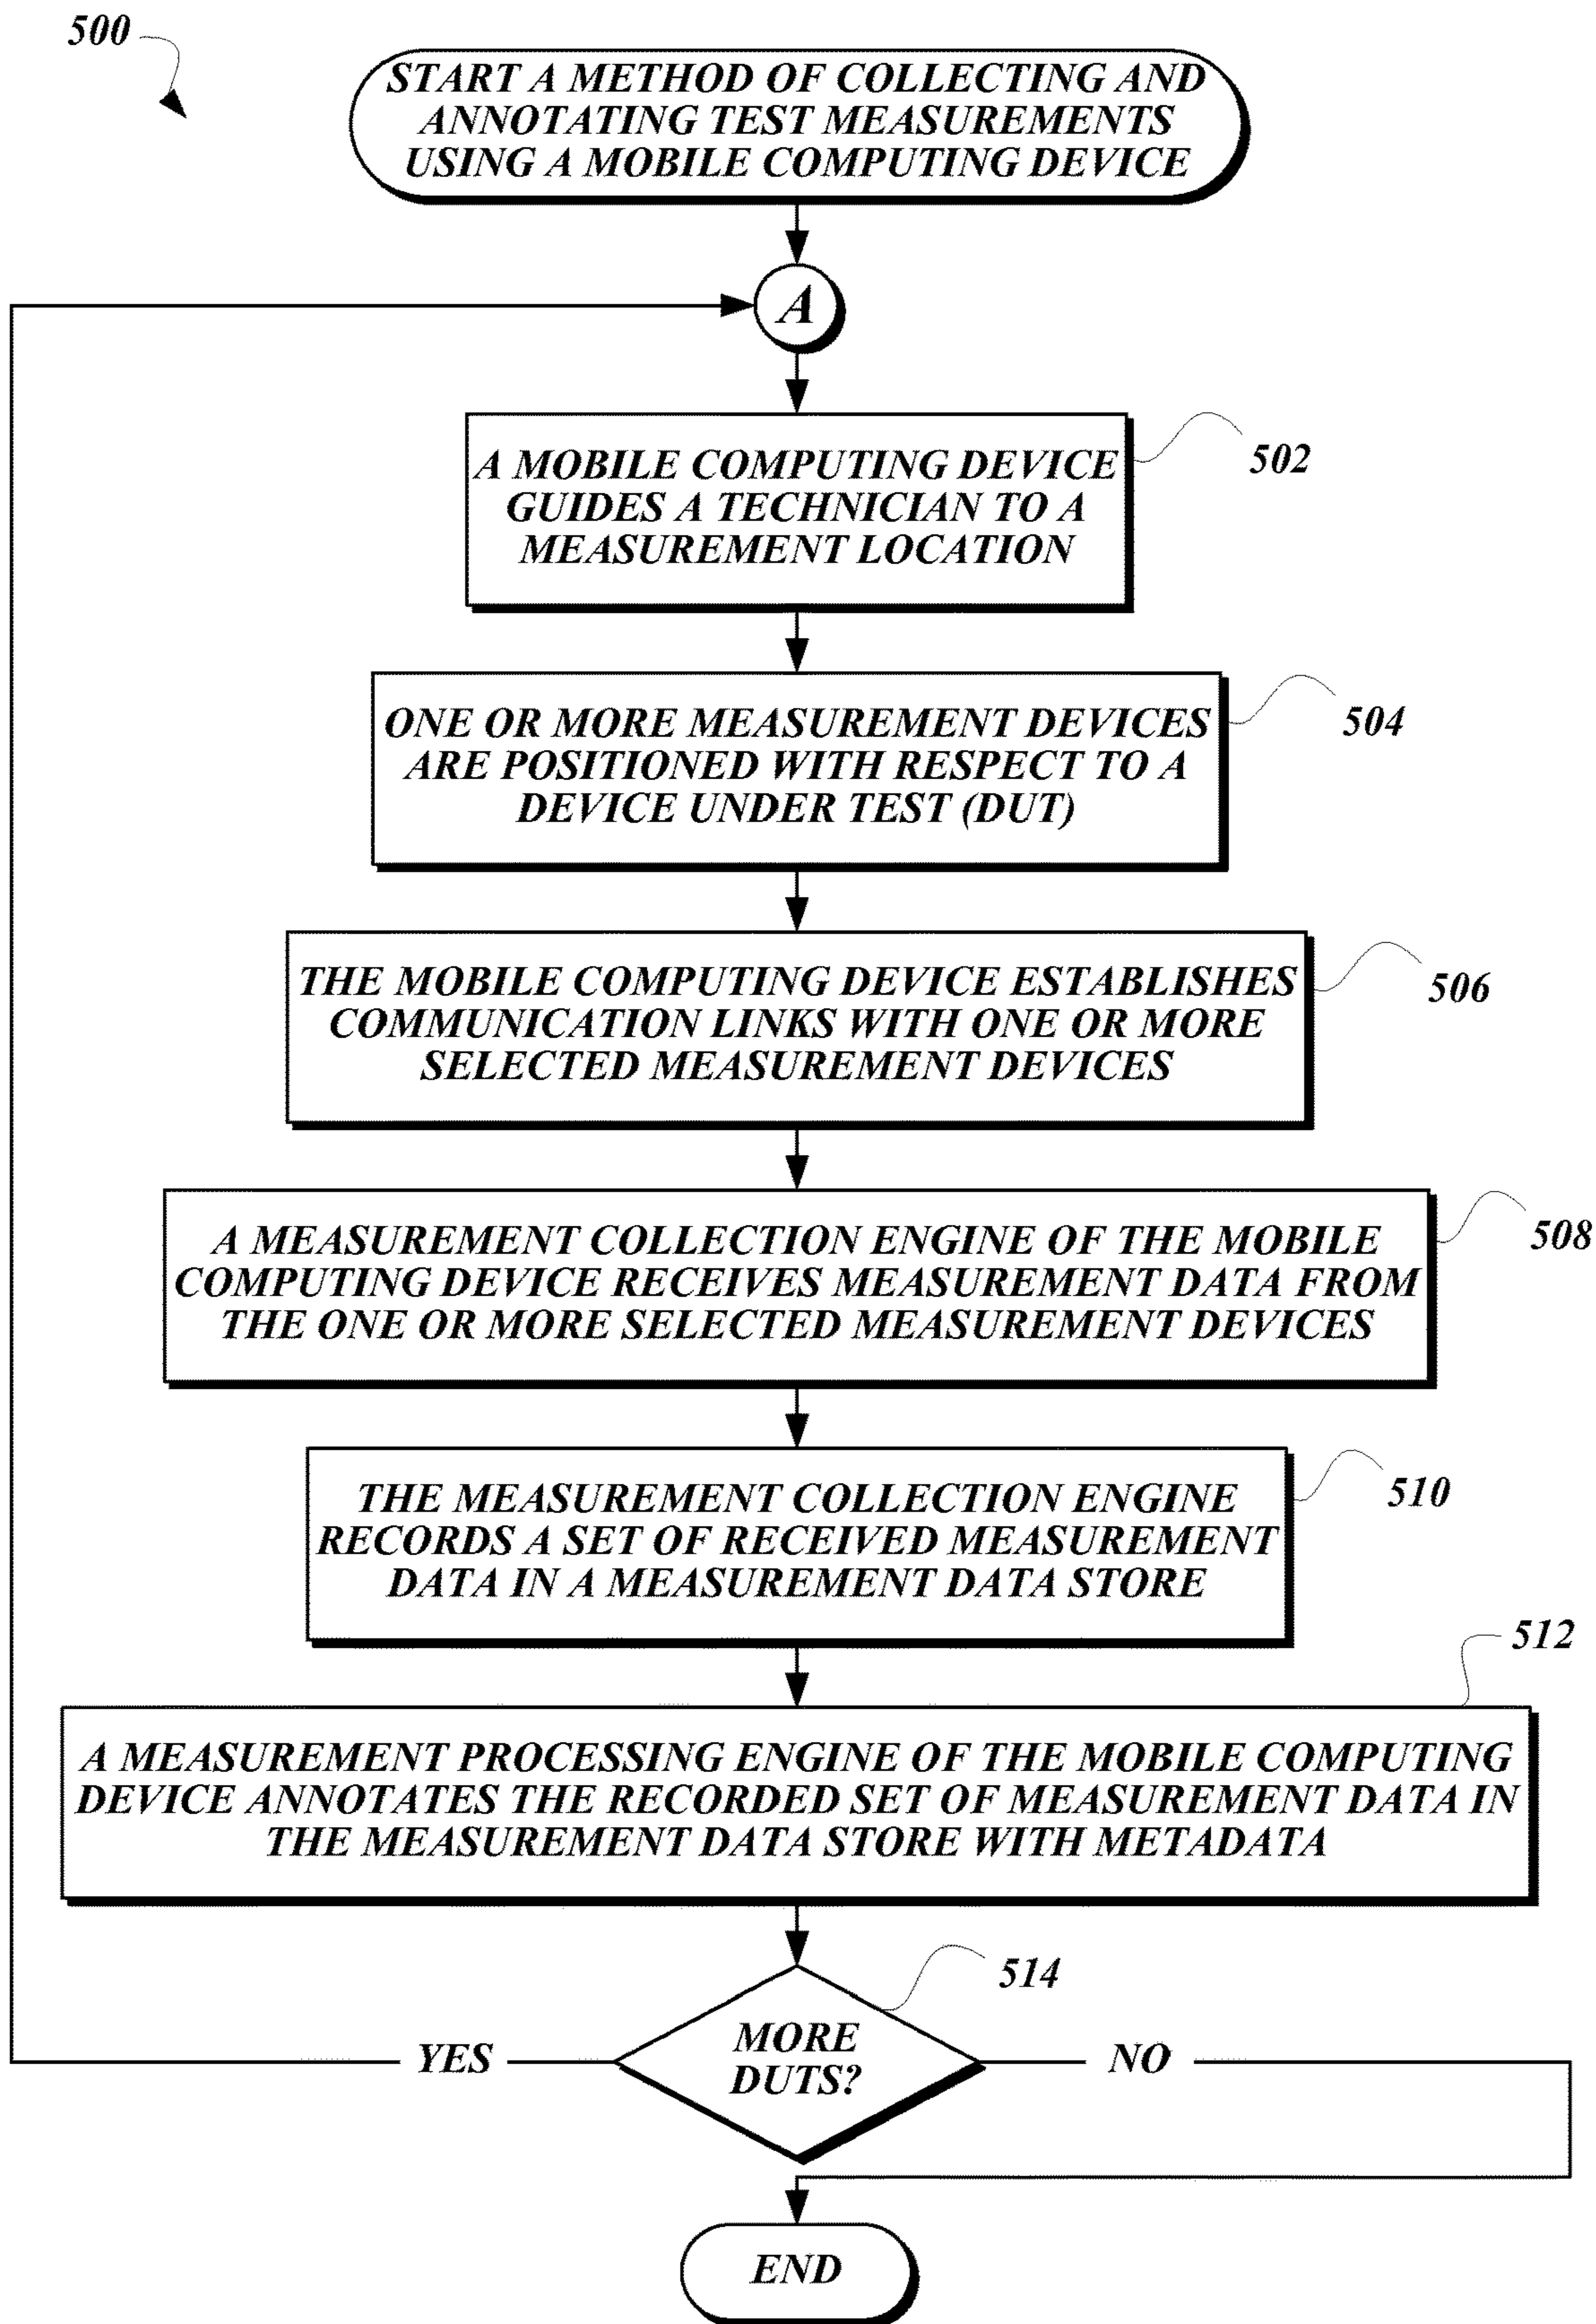 500
START A METHOD OF COLLECTING AND
ANNOTATING TEST MEASUREMENTS
USING A MOBILE COMPUTING DEVICE
A
A MOBILE COMPUTING DEVICE
GUIDES A TECHNICIAN TO A
MEASUREMENT LOCATION
502
ONE OR MORE MEASUREMENT DEVICES
ARE POSITIONED WITH RESPECT TO A
DEVICE UNDER TEST (DUT)
504
THE MOBILE COMPUTING DEVICE ESTABLISHES
COMMUNICATION LINKS WITH ONE OR MORE
SELECTED MEASUREMENT DEVICES
506
A MEASUREMENT COLLECTION ENGINE OF THE MOBILE
COMPUTING DEVICE RECEIVES MEASUREMENT DATA FROM
THE ONE OR MORE SELECTED MEASUREMENT DEVICES
508
THE MEASUREMENT COLLECTION ENGINE
RECORDS A SET OF RECEIVED MEASUREMENT
DATA IN A MEASUREMENT DATA STORE
510
512
A MEASUREMENT PROCESSING ENGINE OF THE MOBILE COMPUTING
DEVICE ANNOTATES THE RECORDED SET OF MEASUREMENT DATA IN
THE MEASUREMENT DATA STORE WITH METADATA
514
MORE
DUTS?
YES
NO
END